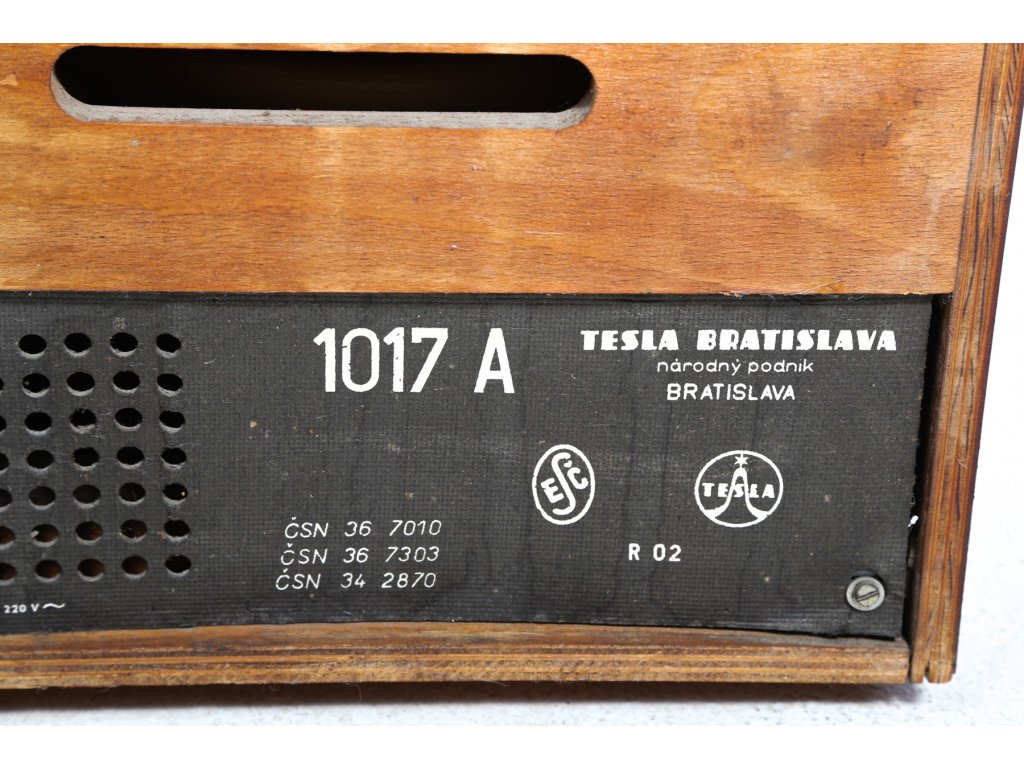 1017 A
TESLA BRATISLAVA
národný podnik
BRATISLAVA
ESČ
TESLA
ČSN 36 7010
ČSN 36 7303
ČSN 34 2870
R 02
220 V ~